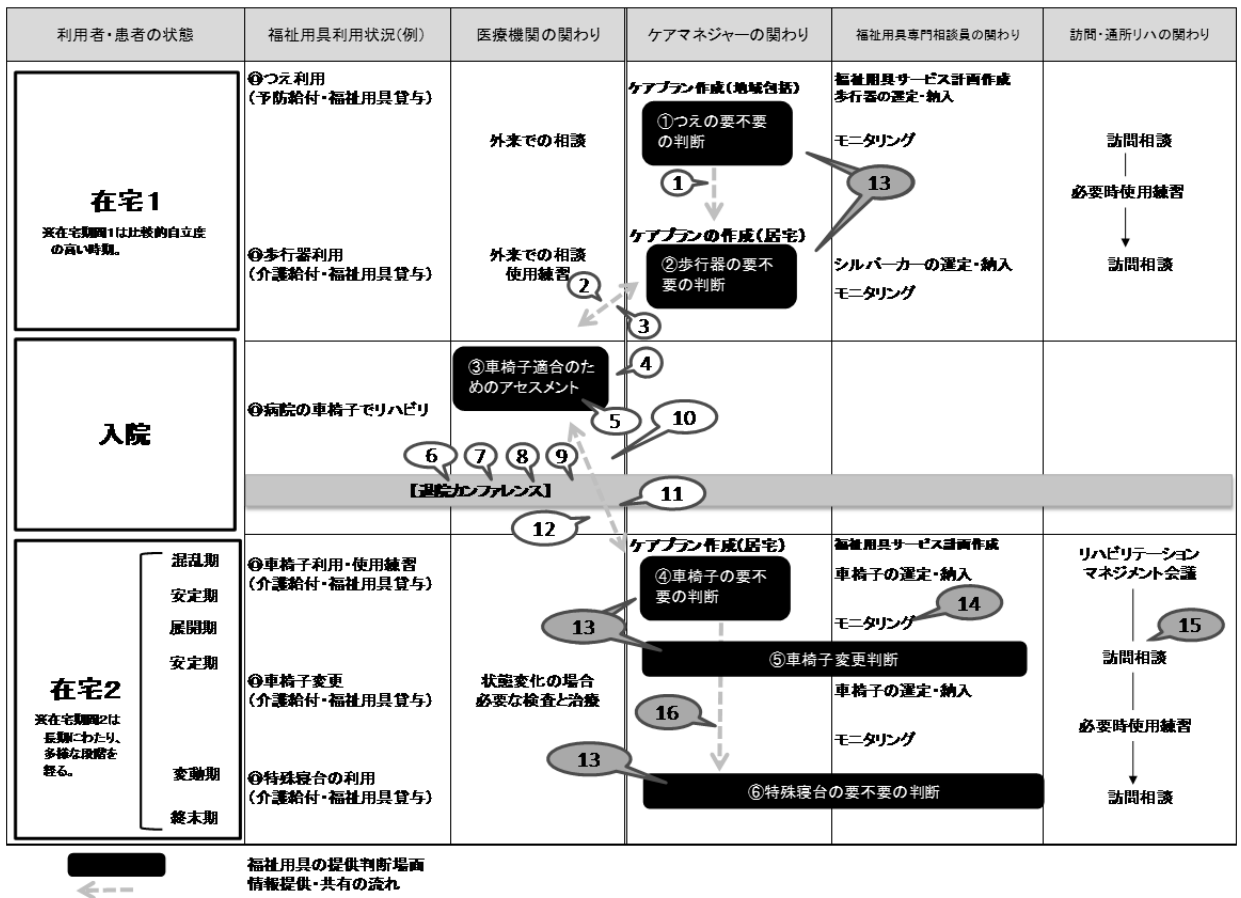 利用者・患者の状態
福祉用具利用状況(例)
医療機関の関わり
ケアマネジャーの関わり
福祉用具専門相談員の関わり
訪問・通所リハの関わり
在宅1
※在宅期間1は比較的自立度
の高い時期。
❶つえ利用
(予防給付・福祉用具貸与)
外来での相談
ケアプラン作成(地域包括)
①つえの要不要
の判断
1
福祉用具サービス計画作成
歩行器の選定・納入
モニタリング
13
訪問相談
必要時使用練習
❷歩行器利用
(介護給付・福祉用具貸与)
外来での相談
使用練習
2
3
ケアプランの作成(居宅)
②歩行器の要不
要の判断
シルバーカーの選定・納入
モニタリング
訪問相談
入院
❸病院の車椅子でリハビリ
③車椅子適合のた
めのアセスメント
4
5
10
6
7
8
9
【退院カンファレンス】
11
12
在宅2
※在宅期間2は
長期にわたり、
多様な段階を
経る。
混乱期
安定期
展開期
安定期
変動期
終末期
❹車椅子利用・使用練習
(介護給付・福祉用具貸与)
ケアプラン作成(居宅)
④車椅子の要不
要の判断
13
福祉用具サービス計画作成
車椅子の選定・納入
14
モニタリング
リハビリテーション
マネジメント会議
15
訪問相談
⑤車椅子変更判断
❺車椅子変更
(介護給付・福祉用具貸与)
状態変化の場合
必要な検査と治療
16
車椅子の選定・納入
モニタリング
必要時使用練習
13
❻特殊寝台の利用
(介護給付・福祉用具貸与)
⑥特殊寝台の要不要の判断
訪問相談
福祉用具の提供判断場面
情報提供・共有の流れ